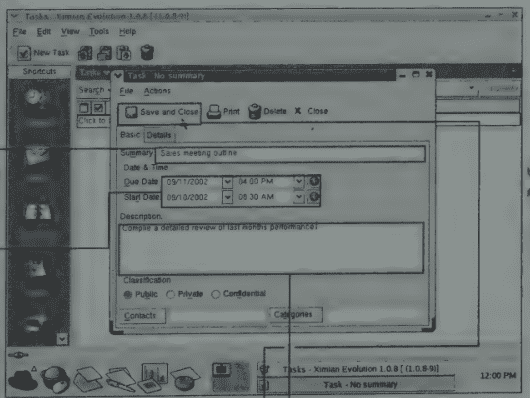 Tasks - Ximian Evolution 1.0.8 [ (1.0.8-9)]
File Edit View Tools Help
New Task
Shortcuts
Tasks
Task - No summary
Search
File Actions
Save and Close Print Delete Close
Click to
Basic Details
Summary: Sales meeting outline
Date & Time
Due Date: 09/11/2002 04:00 PM
Start Date: 09/10/2002 08:30 AM
Description:
Compile a detailed review of last months performance?
Classification
Public Private Confidential
Contacts Categories
Tasks - Ximian Evolution 1.0.8 [ (1.0.8-9)]
Task - No summary
12:00 PM